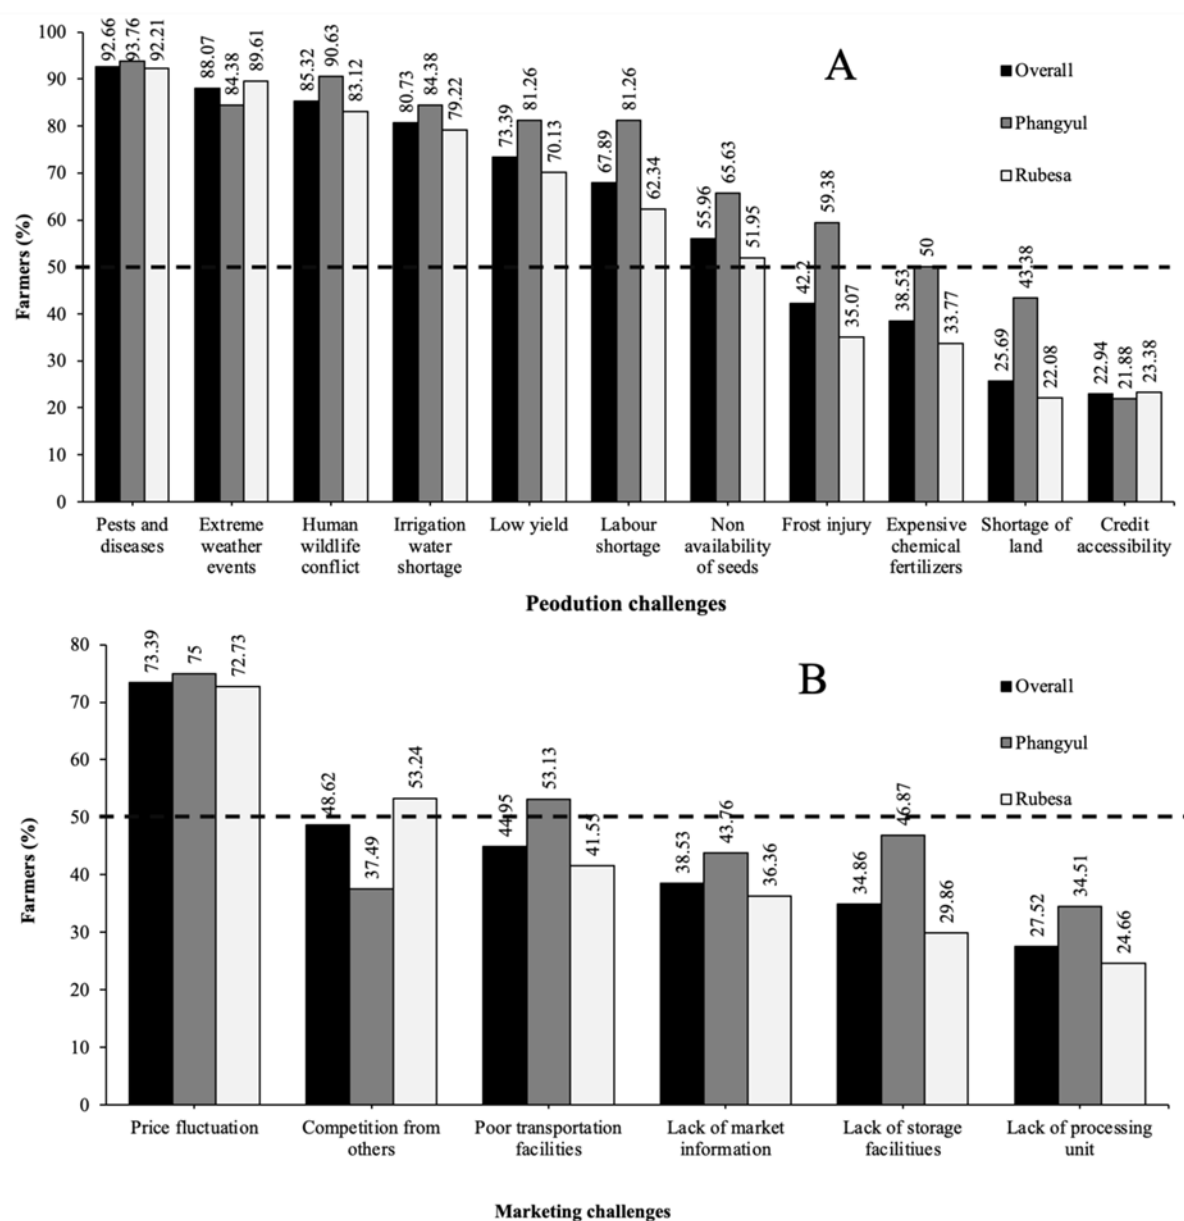 A
Overall
Phangyul
Rubesa
Farmers (%)
100
90
80
70
60
50
40
30
20
10
0
92.66 93.76 92.21
88.07 84.38 89.61
85.32 90.63 83.12
80.73 84.38 79.22
73.39 81.26 70.13
67.89 81.26 62.34
55.96 65.63 51.95
42.2 59.38 35.07
38.53 50 33.77
25.69 43.38 22.08
22.94 21.88 23.38
Pests and
diseases
Extreme
weather
events
Human
wildlife
conflict
Irrigation
water
shortage
Low yield
Labour
shortage
Non
availability
of seeds
Frost injury
Expensive
chemical
fertilizers
Shortage of
land
Credit
accessibility
Peodution challenges
B
Overall
Phangyul
Rubesa
Farmers (%)
80
70
60
50
40
30
20
10
0
73.39 75 72.73
48.62 37.49 53.24
44.95 53.13 41.55
38.53 43.76 36.36
34.86 46.87 29.86
27.52 34.51 24.66
Price fluctuation
Competition from
others
Poor transportation
facilities
Lack of market
information
Lack of storage
facilitiues
Lack of processing
unit
Marketing challenges